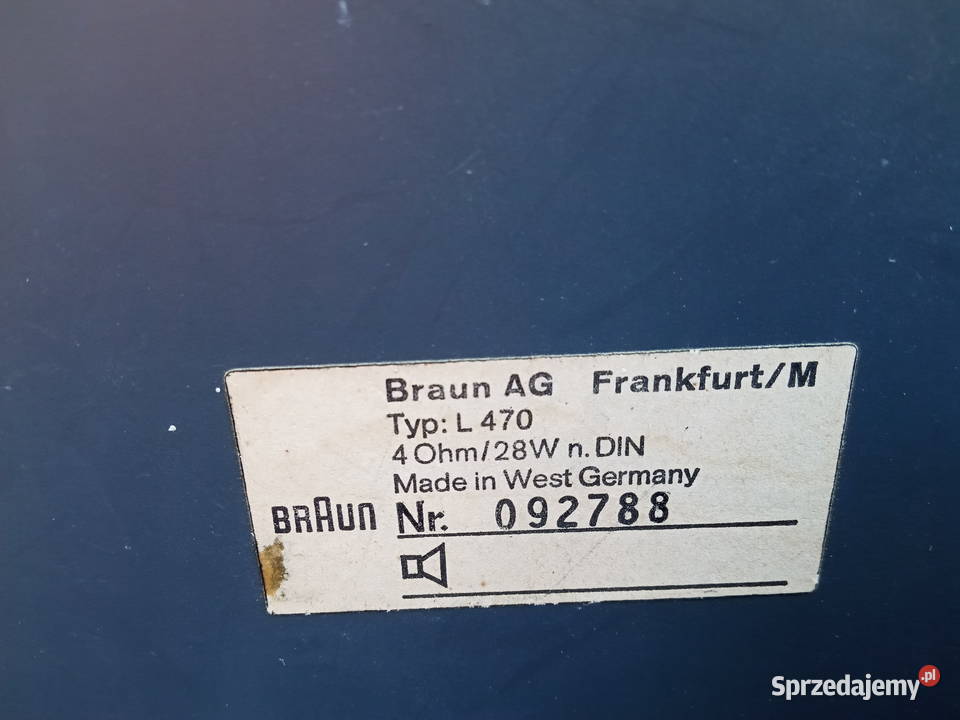 Braun AG Frankfurt/M
Typ: L 470
4 Ohm/28W n. DIN
Made in West Germany
BRAUN Nr. 092788
Sprzedajemy.pl